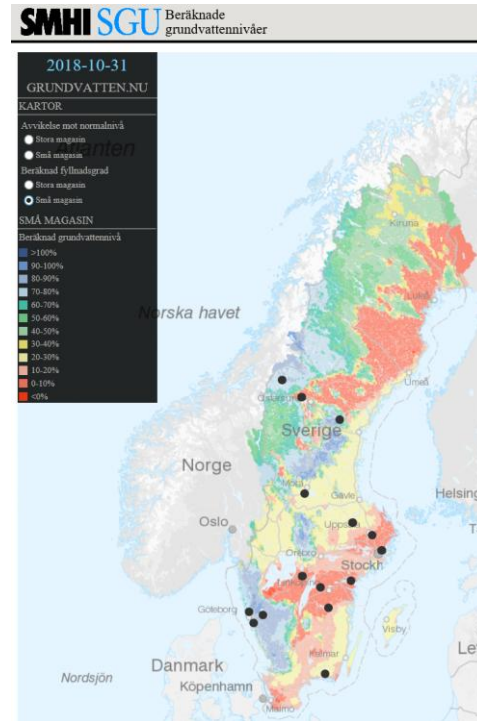 SMHI SGU Beräknade
grundvattennivåer
2018-10-31
GRUNDVATTEN.NU
KARTOR
Avvikelse mot normalnivå
Stora magasin
Små magasin
Beräknad fyllnadsgrad
Stora magasin
Små magasin
SMÅ MAGASIN
Beräknad grundvattennivå
>100%
90-100%
80-90%
70-80%
60-70%
50-60%
40-50%
30-40%
20-30%
10-20%
0-10%
<0%
Kiruna
Luleå
Norska havet
Umeå
Sverige
Norge
Mora
Gävle
Helsing
Oslo
Uppsala
Örebro
Stockh
Göteborg
Visby
Kalmar
Le
Danmark
Nordsjön
Köpenhamn
Malmö